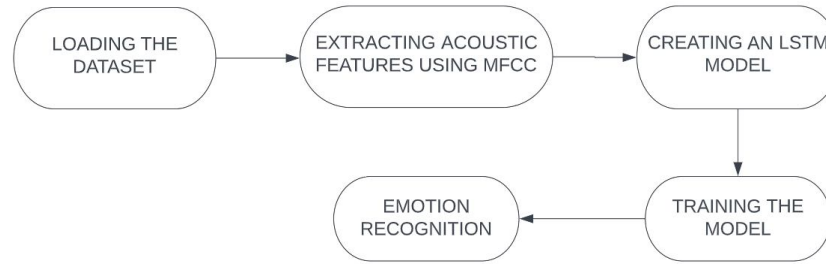 LOADING THE
DATASET
EXTRACTING ACOUSTIC
FEATURES USING MFCC
CREATING AN LSTM
MODEL
TRAINING THE
MODEL
EMOTION
RECOGNITION